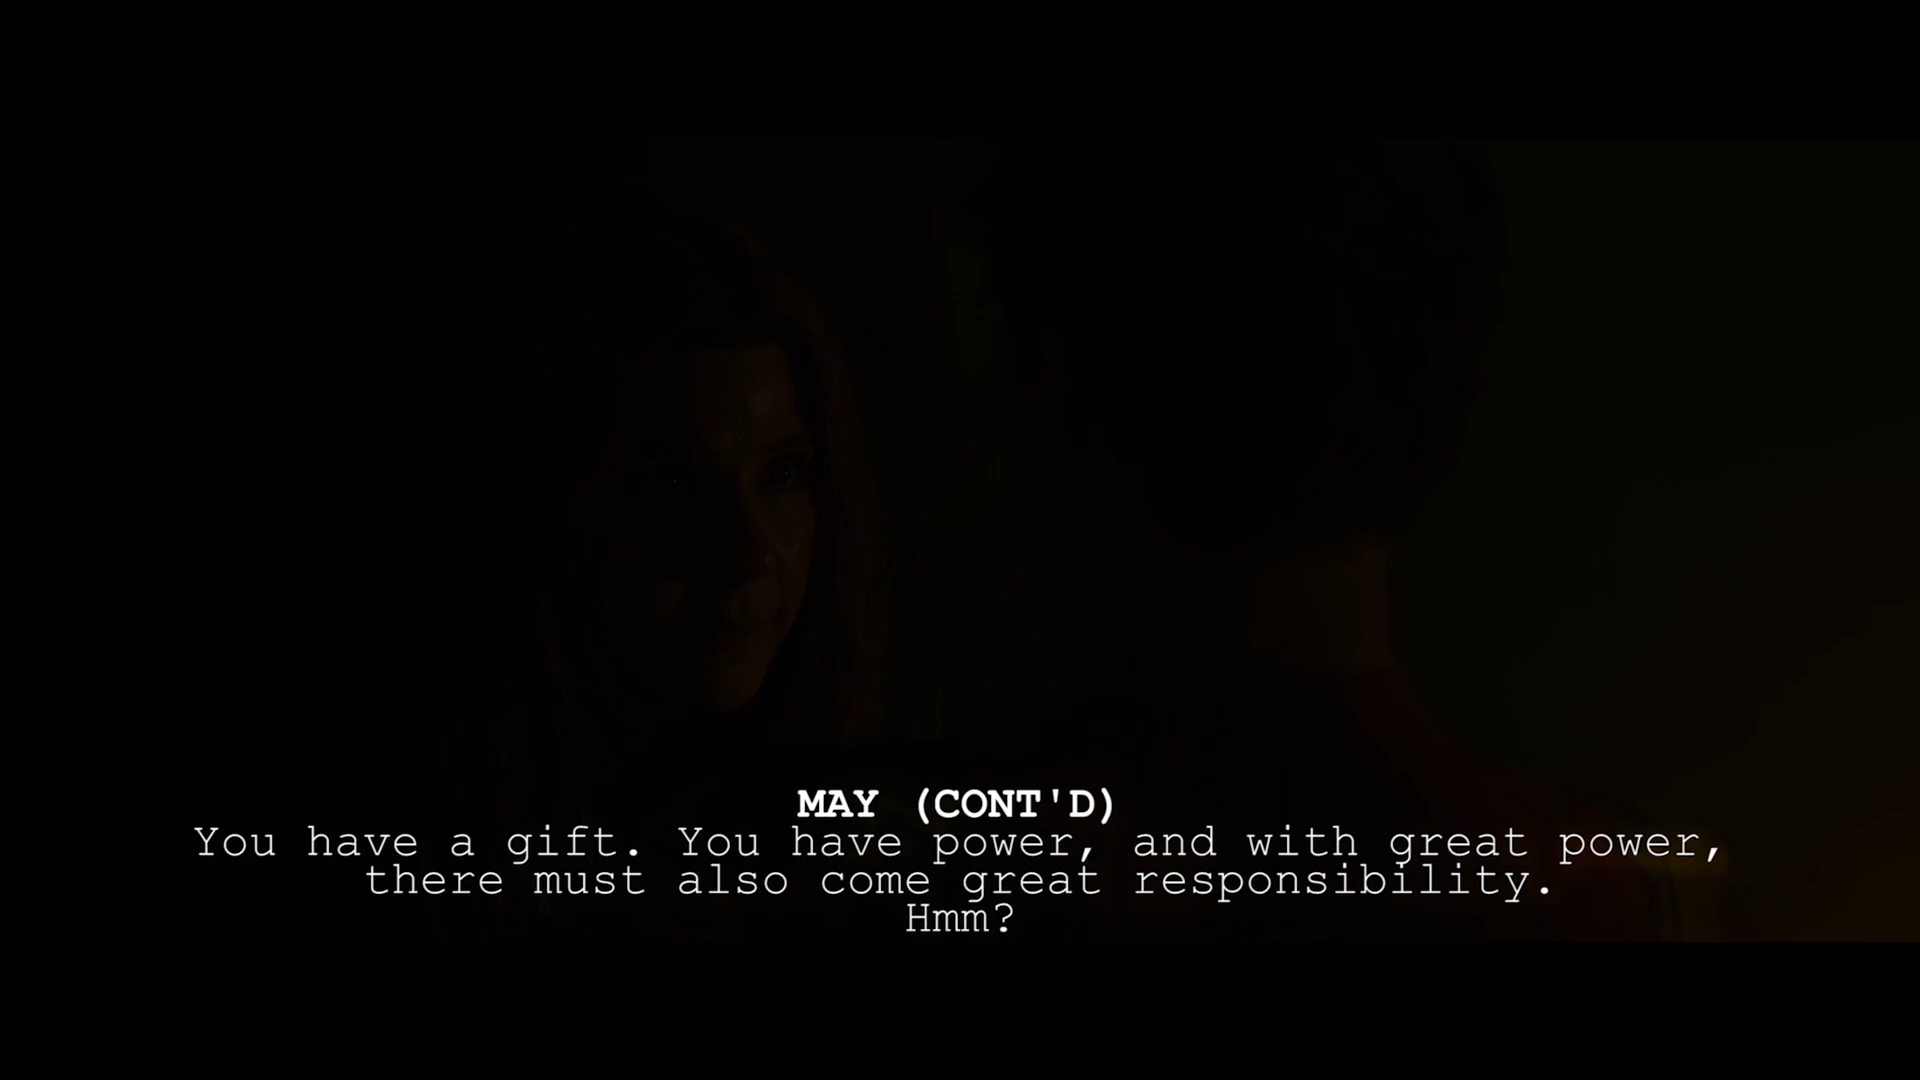 MAY (CONT'D)
You have a gift. You have power, and with great power,
there must also come great responsibility.
Hmm?